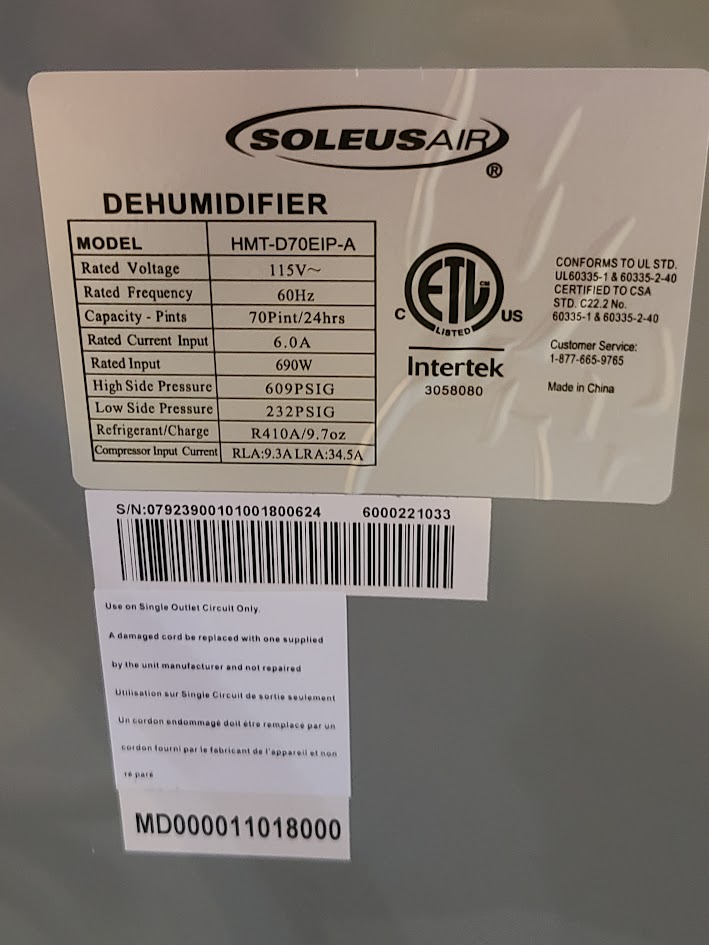 SOLEUSAIR
®
DEHUMIDIFIER
MODEL HMT-D70EIP-A
Rated Voltage 115V~
Rated Frequency 60Hz
Capacity - Pints 70Pint/24hrs
Rated Current Input 6.0A
Rated Input 690W
High Side Pressure 609PSIG
Low Side Pressure 232PSIG
Refrigerant/Charge R410A/9.7oz
Compressor Input Current RLA:9.3A LRA:34.5A
ETL CM
C US
LISTED
Intertek
3058080
CONFORMS TO UL STD.
UL60335-1 & 60335-2-40
CERTIFIED TO CSA
STD. C22.2 No.
60335-1 & 60335-2-40
Customer Service:
1-877-665-9765
Made in China
S/N:07923900101001800624 6000221033
Use on Single Outlet Circuit Only.
A damaged cord be replaced with one supplied
by the unit manufacturer and not repaired
Utilisation sur Single Circuit de sortie seulement
Un cordon endommagé doit être remplacé par un
cordon fourni par le fabricant de l'appareil et non
ré paré
MD000011018000